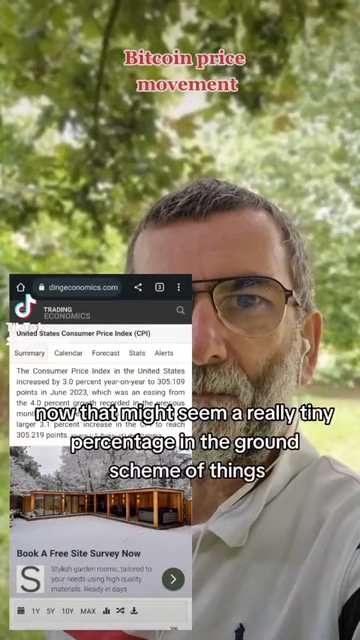 Bitcoin price
movement
dingeconomics.com
TRADING
ECONOMICS
TikTok
United States Consumer Price Index (CPI)
Summary Calendar Forecast Stats Alerts
The Consumer Price Index in the United States
increased by 3.0 percent year-on-year to 305.109
points in June 2023, which was an easing from
the 4.0 percent growth recorded in the previous
now that might seem a really tiny
larger 3.1 percent increase in the to reach
305.219 points.
percentage in the ground
scheme of things
Book A Free Site Survey Now
S
Stylish garden rooms, tailored to
your needs using high quality
materials. Ready in days
1Y 5Y 10Y MAX